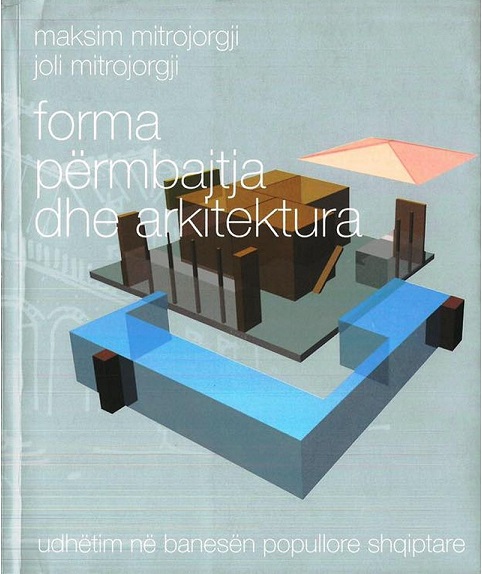 maksim mitrojorgji
joli mitrojorgji
forma
përmbajtja
dhe arkitektura
udhëtim në banesën popullore shqiptare